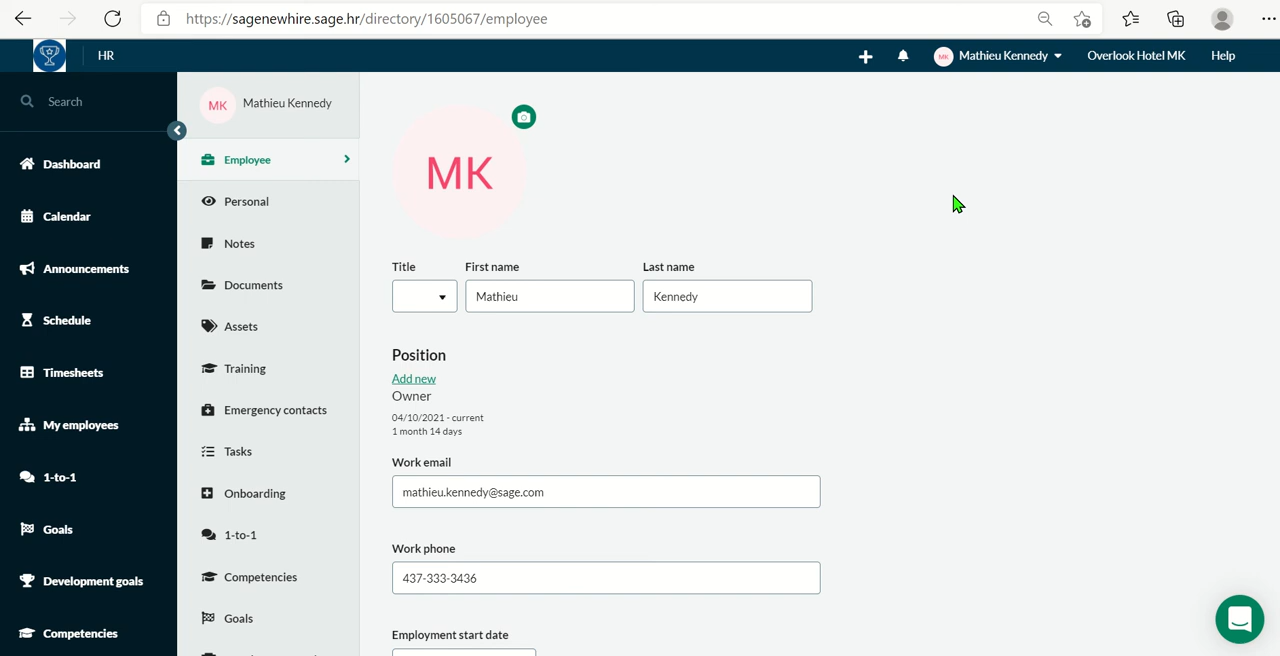 https://sagenewhire.sage.hr/directory/1605067/employee
HR
MK
Mathieu Kennedy
Overlook Hotel MK
Help
Search
Dashboard
Calendar
Announcements
Schedule
Timesheets
My employees
1-to-1
Goals
Development goals
Competencies
MK
Mathieu Kennedy
Employee
Personal
Notes
Documents
Assets
Training
Emergency contacts
Tasks
Onboarding
1-to-1
Competencies
Goals
MK
Title First name Last name
Mathieu Kennedy
Position
Add new
Owner
04/10/2021 - current
1 month 14 days
Work email
mathieu.kennedy@sage.com
Work phone
437-333-3436
Employment start date